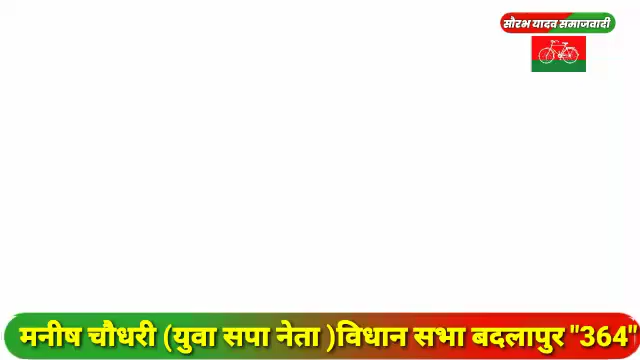 सौरभ यादव समाजवादी
मनीष चौधरी (युवा सपा नेता )विधान सभा बदलापुर "364"